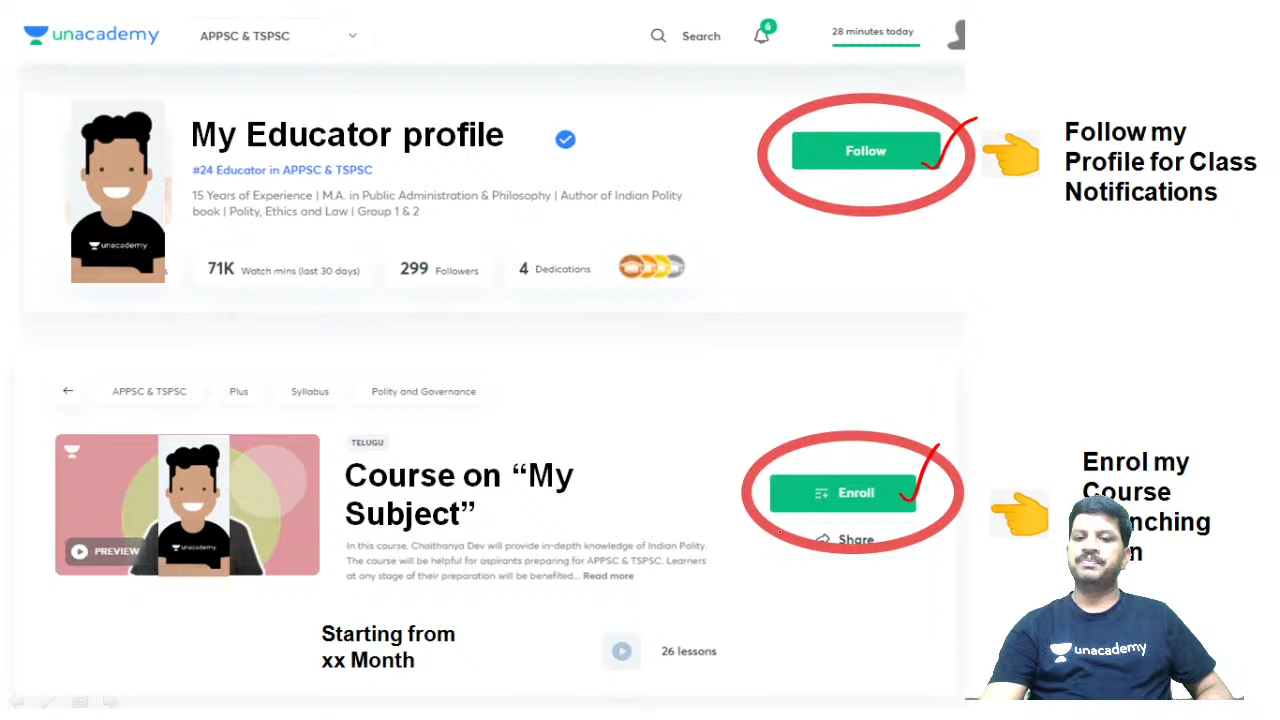 unacademy
APPSC & TSPSC
Search
6
28 minutes today
My Educator profile
Follow
Follow my
Profile for Class
Notifications
#24 Educator in APPSC & TSPSC
15 Years of Experience | M.A. in Public Administration & Philosophy | Author of Indian Polity
book | Polity, Ethics and Law | Group 1 & 2
unacademy
71K Watch mins (last 30 days)
299 Followers
4 Dedications
APPSC & TSPSC
Plus
Syllabus
Polity and Governance
TELUGU
Course on “My
Subject”
Enroll
Share
Enrol my
Course
PREVIEW
unacademy
In this course, Chaithanya Dev will provide in-depth knowledge of Indian Polity.
The course will be helpful for aspirants preparing for APPSC & TSPSC. Learners
at any stage of their preparation will be benefited... Read more
Starting from
xx Month
26 lessons
unacademy